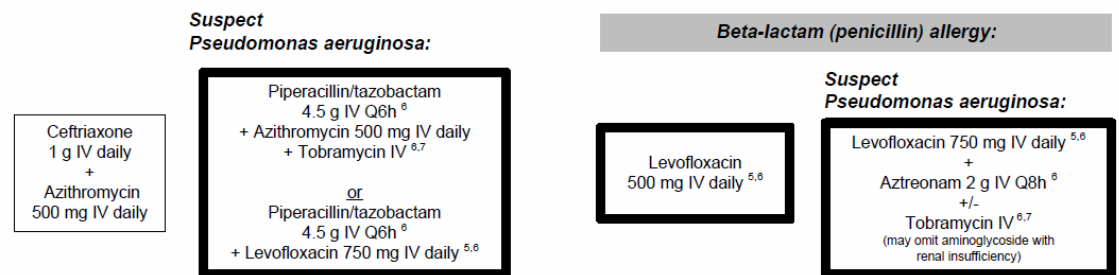 Suspect
Pseudomonas aeruginosa:
Ceftriaxone
1 g IV daily
+
Azithromycin
500 mg IV daily
Piperacillin/tazobactam
4.5 g IV Q6h 6
+ Azithromycin 500 mg IV daily
+ Tobramycin IV 6,7
or
Piperacillin/tazobactam
4.5 g IV Q6h 6
+ Levofloxacin 750 mg IV daily 5,6
Beta-lactam (penicillin) allergy:
Levofloxacin
500 mg IV daily 5,6
Suspect
Pseudomonas aeruginosa:
Levofloxacin 750 mg IV daily 5,6
+
Aztreonam 2 g IV Q8h 6
+/-
Tobramycin IV 6,7
(may omit aminoglycoside with
renal insufficiency)